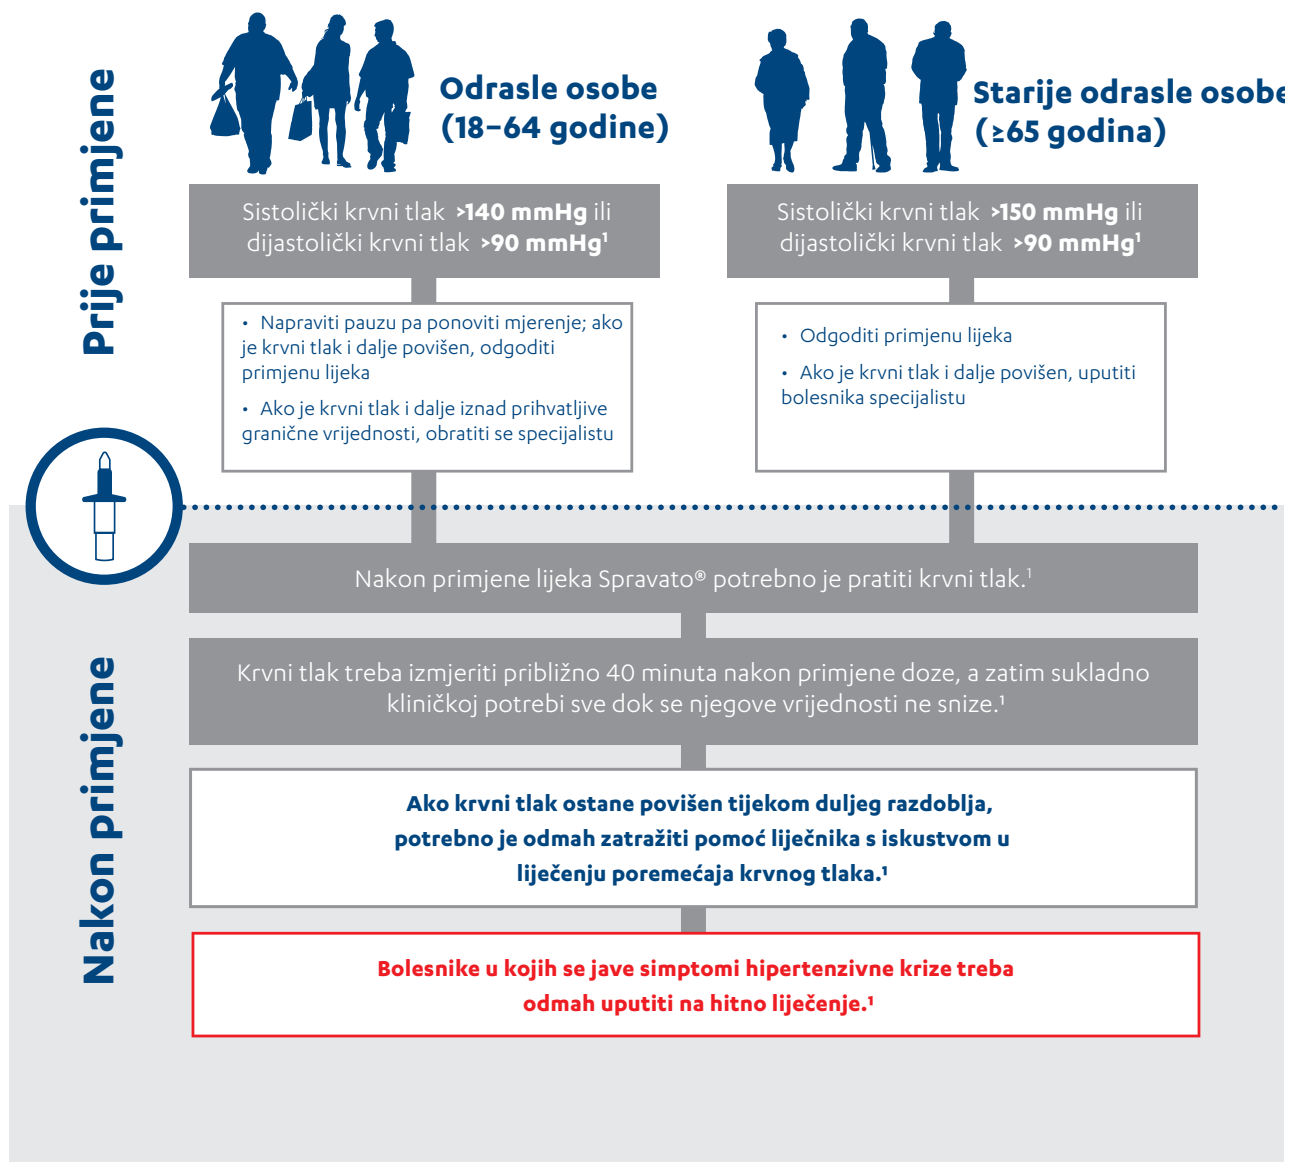 Prije primjene
Odrasle osobe
(18–64 godine)
Starije odrasle osobe
(≥65 godina)
Sistolički krvni tlak >140 mmHg ili
dijastolički krvni tlak >90 mmHg¹
Sistolički krvni tlak >150 mmHg ili
dijastolički krvni tlak >90 mmHg¹
• Napraviti pauzu pa ponoviti mjerenje; ako
je krvni tlak i dalje povišen, odgoditi
primjenu lijeka
• Ako je krvni tlak i dalje iznad prihvatljive
granične vrijednosti, obratiti se specijalistu
• Odgoditi primjenu lijeka
• Ako je krvni tlak i dalje povišen, uputiti
bolesnika specijalistu
Nakon primjene
Nakon primjene lijeka Spravato® potrebno je pratiti krvni tlak.¹
Krvni tlak treba izmjeriti približno 40 minuta nakon primjene doze, a zatim sukladno
kliničkoj potrebi sve dok se njegove vrijednosti ne snize.¹
Ako krvni tlak ostane povišen tijekom duljeg razdoblja,
potrebno je odmah zatražiti pomoć liječnika s iskustvom u
liječenju poremećaja krvnog tlaka.¹
Bolesnike u kojih se jave simptomi hipertenzivne krize treba
odmah uputiti na hitno liječenje.¹